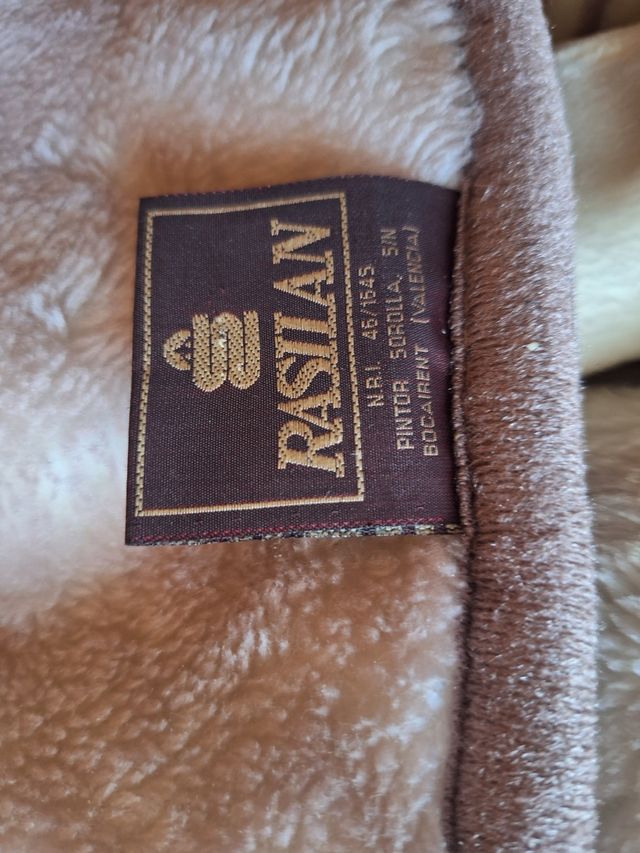 RASILAN
N.R.I. 46/1645.
PINTOR SOROLLA, S/N
BOCAIRENT (VALENCIA)